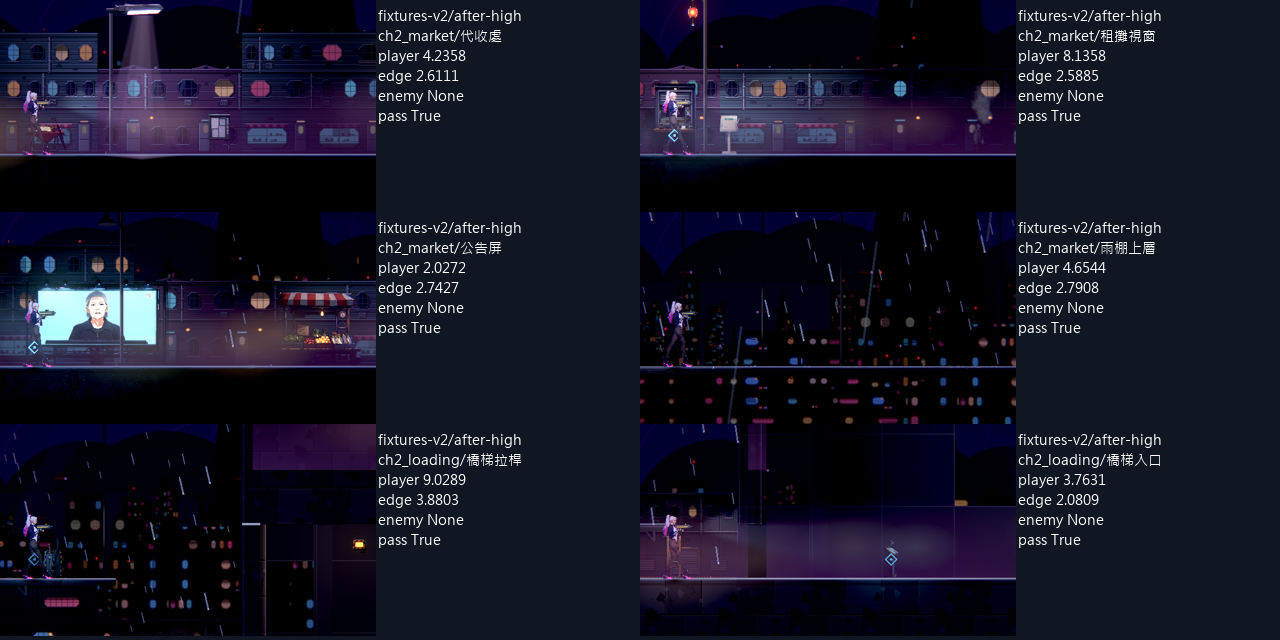 fixtures-v2/after-high
ch2_market/代收處
player 4.2358
edge 2.6111
enemy None
pass True
fixtures-v2/after-high
ch2_market/租攤視窗
player 8.1358
edge 2.5885
enemy None
pass True
fixtures-v2/after-high
ch2_market/公告屏
player 2.0272
edge 2.7427
enemy None
pass True
fixtures-v2/after-high
ch2_market/雨棚上層
player 4.6544
edge 2.7908
enemy None
pass True
fixtures-v2/after-high
ch2_loading/橋梯拉桿
player 9.0289
edge 3.8803
enemy None
pass True
fixtures-v2/after-high
ch2_loading/橋梯入口
player 3.7631
edge 2.0809
enemy None
pass True